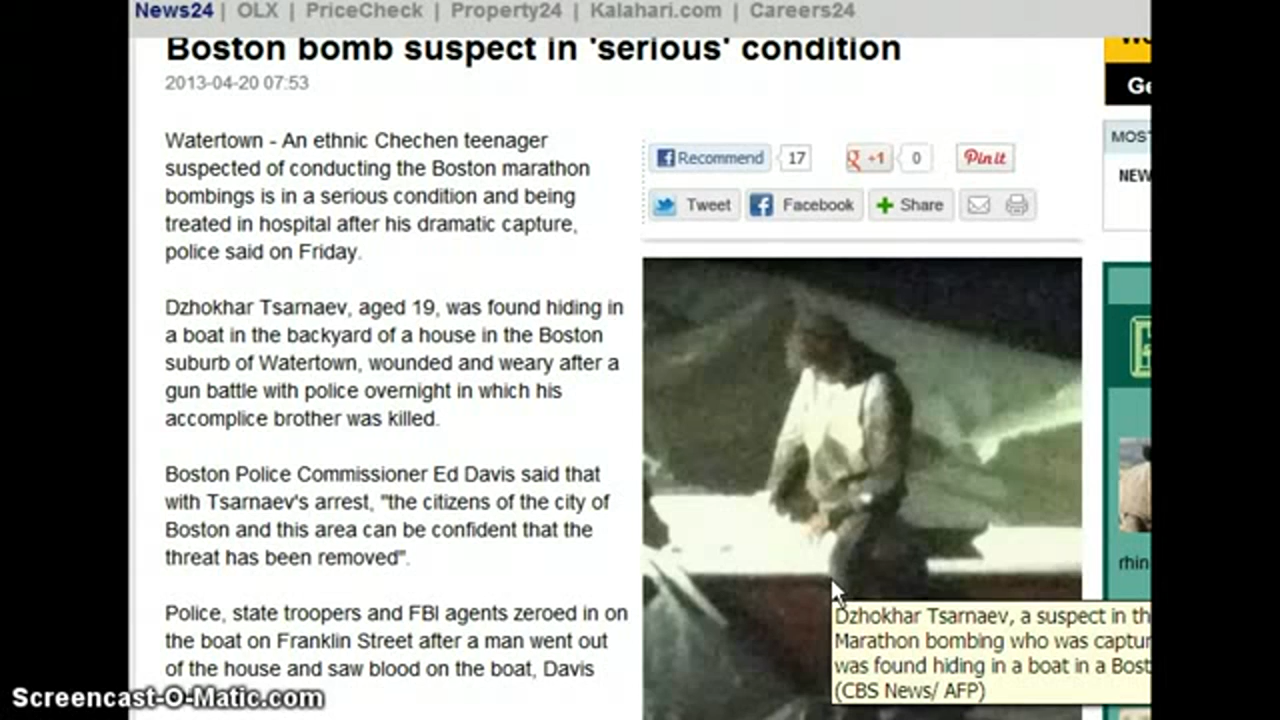 News24 | OLX | PriceCheck | Property24 | Kalahari.com | Careers24
Boston bomb suspect in 'serious' condition
2013-04-20 07:53
Watertown - An ethnic Chechen teenager
suspected of conducting the Boston marathon
bombings is in a serious condition and being
treated in hospital after his dramatic capture,
police said on Friday.
Dzhokhar Tsarnaev, aged 19, was found hiding in
a boat in the backyard of a house in the Boston
suburb of Watertown, wounded and weary after a
gun battle with police overnight in which his
accomplice brother was killed.
Boston Police Commissioner Ed Davis said that
with Tsarnaev's arrest, "the citizens of the city of
Boston and this area can be confident that the
threat has been removed".
Police, state troopers and FBI agents zeroed in on
the boat on Franklin Street after a man went out
of the house and saw blood on the boat, Davis
Recommend 17 +1 0 Pin it
Tweet Facebook Share
Dzhokhar Tsarnaev, a suspect in th
Marathon bombing who was captur
was found hiding in a boat in a Bost
(CBS News/ AFP)
Ge
MOST
NEW
rhin
Screencast-O-Matic.com